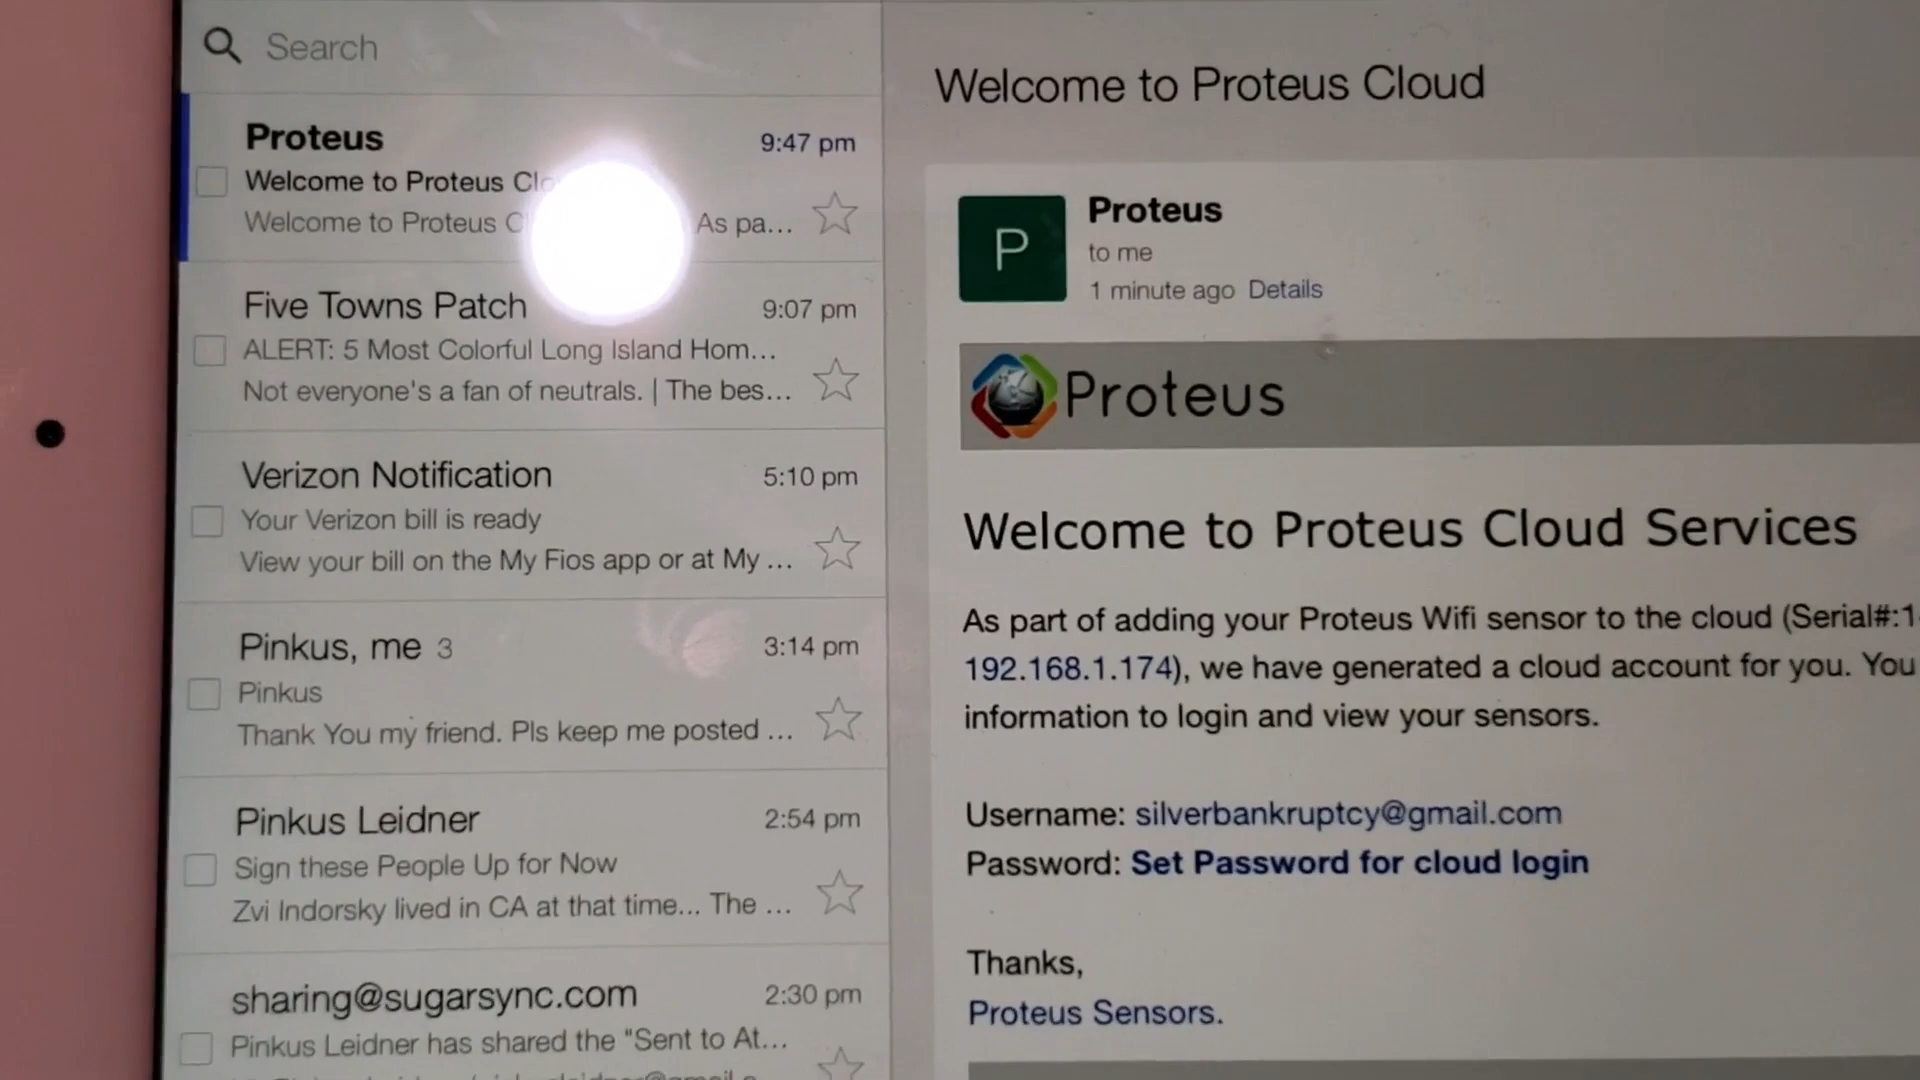 Search
Proteus
9:47 pm
Welcome to Proteus
Welcome to Proteus
As pa...
Five Towns Patch
9:07 pm
ALERT: 5 Most Colorful Long Island Hom...
Not everyone's a fan of neutrals. | The bes...
Verizon Notification
5:10 pm
Your Verizon bill is ready
View your bill on the My Fios app or at My ...
Pinkus, me 3
3:14 pm
Pinkus
Thank You my friend. Pls keep me posted ...
Pinkus Leidner
2:54 pm
Sign these People Up for Now
Zvi Indorsky lived in CA at that time... The ...
sharing@sugarsync.com
2:30 pm
Pinkus Leidner has shared the "Sent to At...
Welcome to Proteus Cloud
P
Proteus
to me
1 minute ago Details
Proteus
Welcome to Proteus Cloud Services
As part of adding your Proteus Wifi sensor to the cloud (Serial#:1
192.168.1.174), we have generated a cloud account for you. You
information to login and view your sensors.
Username: silverbankruptcy@gmail.com
Password: Set Password for cloud login
Thanks,
Proteus Sensors.